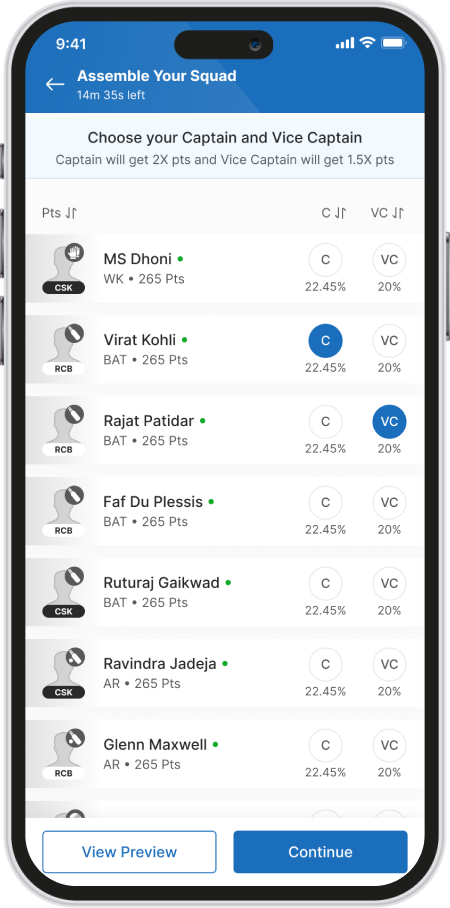 9:41
Assemble Your Squad
14m 35s left
Choose your Captain and Vice Captain
Captain will get 2X pts and Vice Captain will get 1.5X pts
Pts C VC
MS Dhoni C VC
WK • 265 Pts 22.45% 20%
CSK
Virat Kohli C VC
BAT • 265 Pts 22.45% 20%
RCB
Rajat Patidar C VC
BAT • 265 Pts 22.45% 20%
RCB
Faf Du Plessis C VC
BAT • 265 Pts 22.45% 20%
RCB
Ruturaj Gaikwad C VC
BAT • 265 Pts 22.45% 20%
CSK
Ravindra Jadeja C VC
AR • 265 Pts 22.45% 20%
CSK
Glenn Maxwell C VC
AR • 265 Pts 22.45% 20%
RCB
View Preview Continue